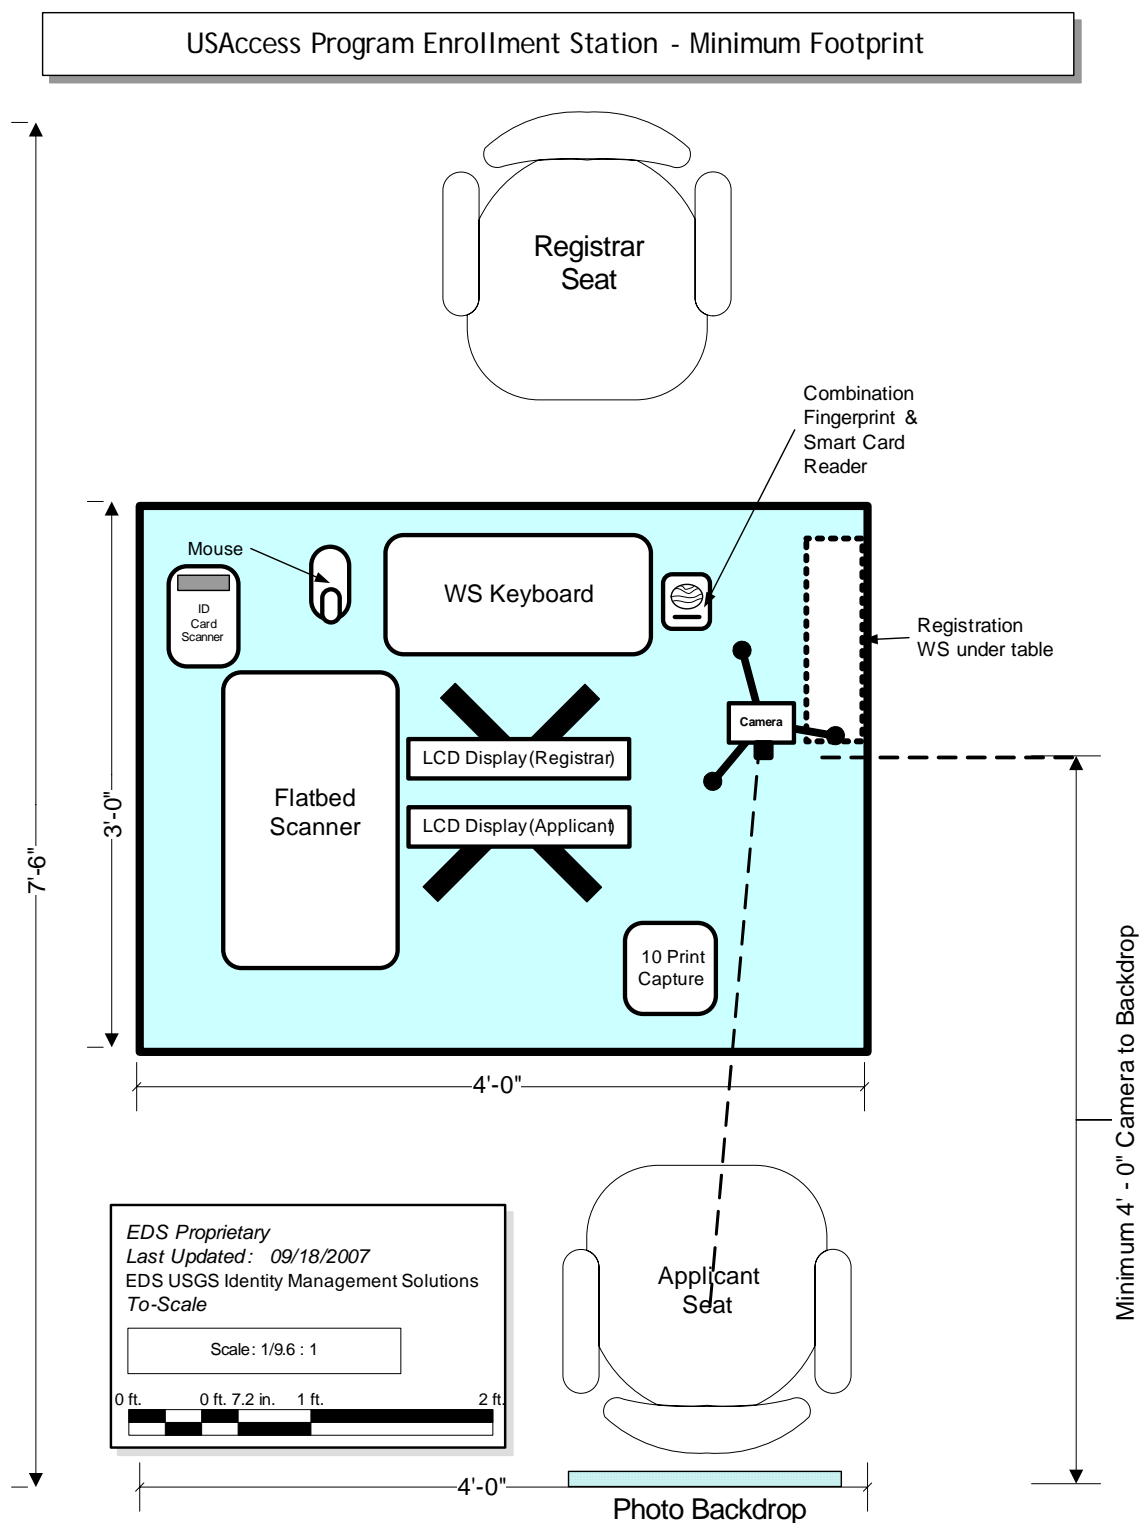 USAccess Program Enrollment Station - Minimum Footprint
Registrar
Seat
Combination
Fingerprint &
Smart Card
Reader
Mouse
ID
Card
Scanner
WS Keyboard
Registration
WS under table
Camera
LCD Display (Registrar)
LCD Display (Applicant)
Flatbed
Scanner
10 Print
Capture
3'-0"
7'-6"
4'-0"
Minimum 4' - 0" Camera to Backdrop
Applicant
Seat
EDS Proprietary
Last Updated: 09/18/2007
EDS USGS Identity Management Solutions
To-Scale
Scale: 1/9.6 : 1
0 ft. 0 ft. 7.2 in. 1 ft. 2 ft.
4'-0"
Photo Backdrop